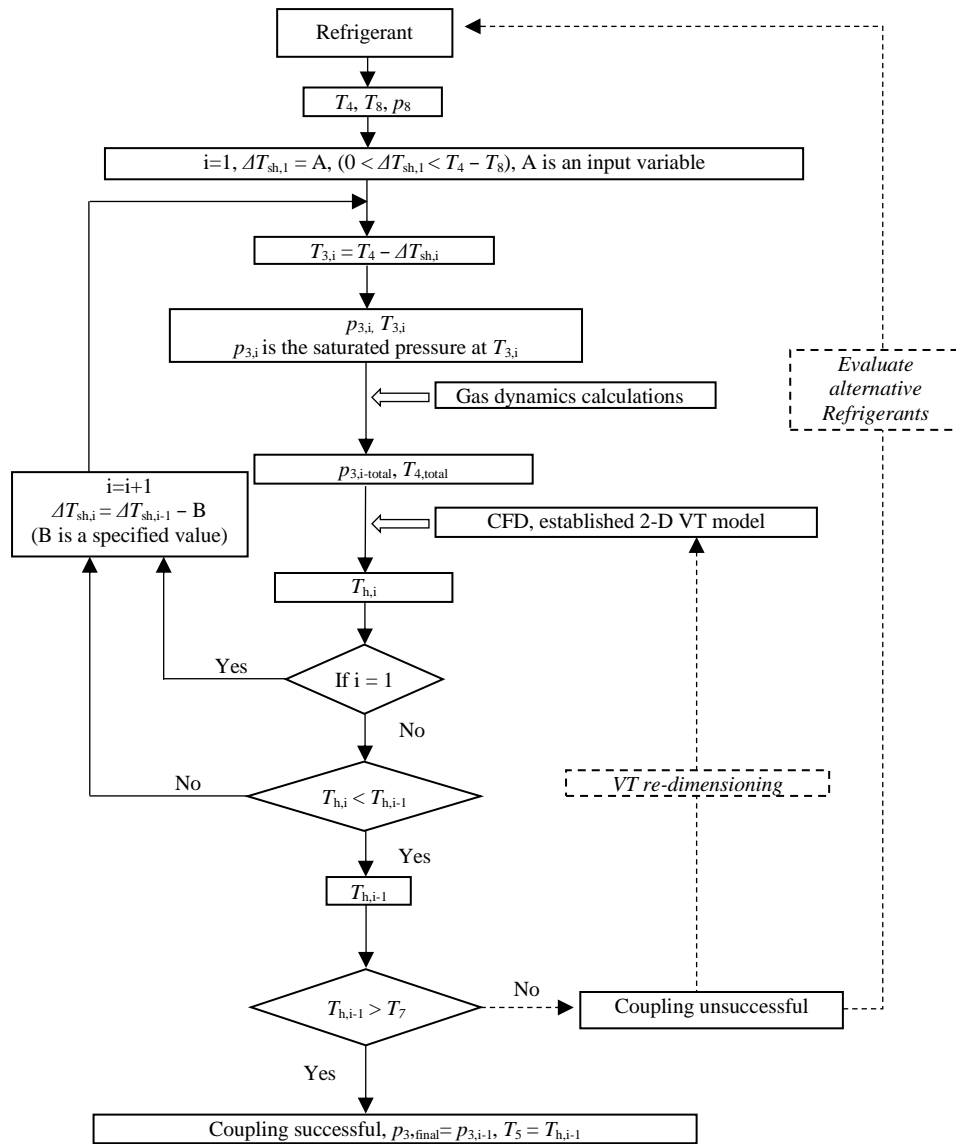 Refrigerant
T4, T8, p8
i=1, ΔTsh,1 = A, (0 < ΔTsh,1 < T4 − T8), A is an input variable
T3,i = T4 − ΔTsh,i
p3,i, T3,i
p3,i is the saturated pressure at T3,i
Evaluate
alternative
Refrigerants
Gas dynamics calculations
p3,i-total, T4,total
i=i+1
ΔTsh,i = ΔTsh,i-1 − B
(B is a specified value)
CFD, established 2-D VT model
Th,i
Yes
If i = 1
No
No
Th,i < Th,i-1
VT re-dimensioning
Yes
Th,i-1
Th,i-1 > T7
No
Coupling unsuccessful
Yes
Coupling successful, p3,final= p3,i-1, T5 = Th,i-1